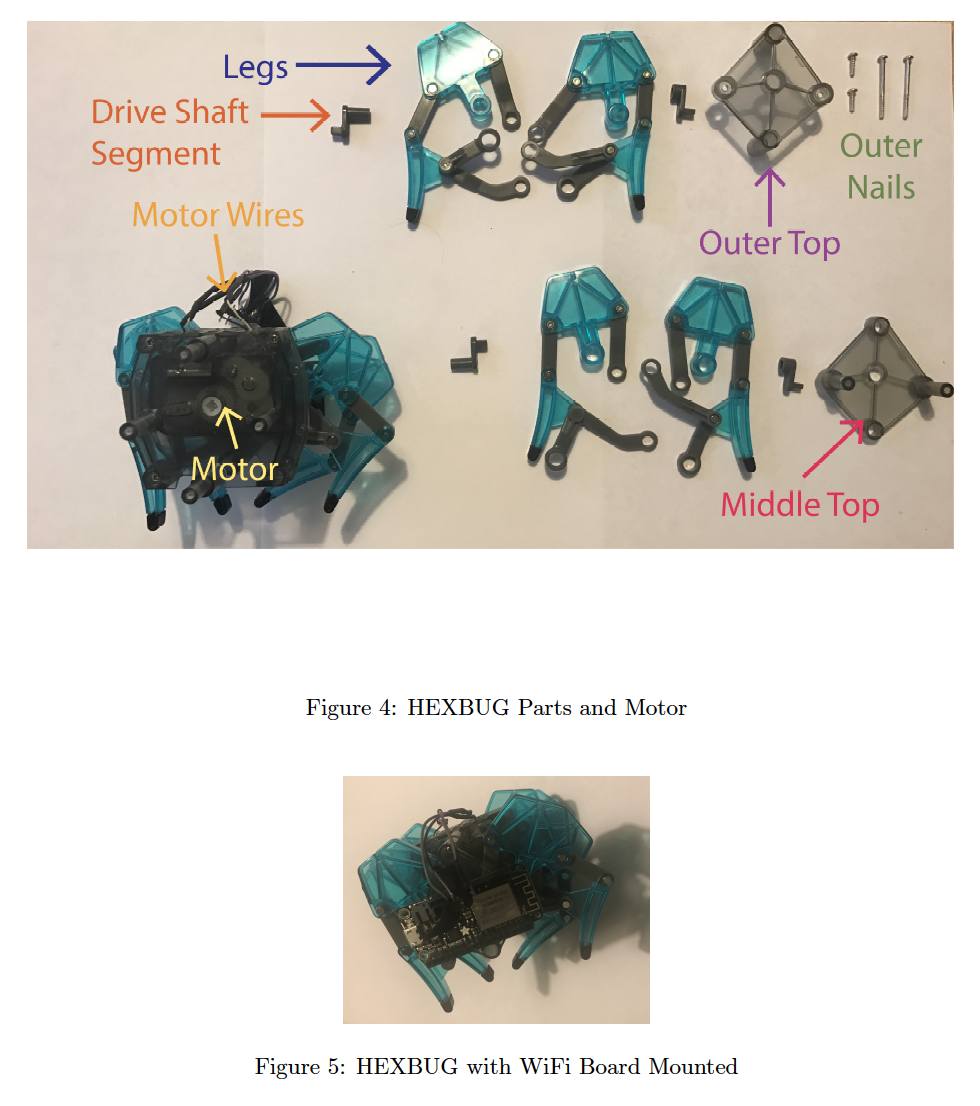 Legs
Drive Shaft
Segment
Motor Wires
Outer
Nails
Outer Top
Motor
Middle Top
Figure 4: HEXBUG Parts and Motor
Figure 5: HEXBUG with WiFi Board Mounted